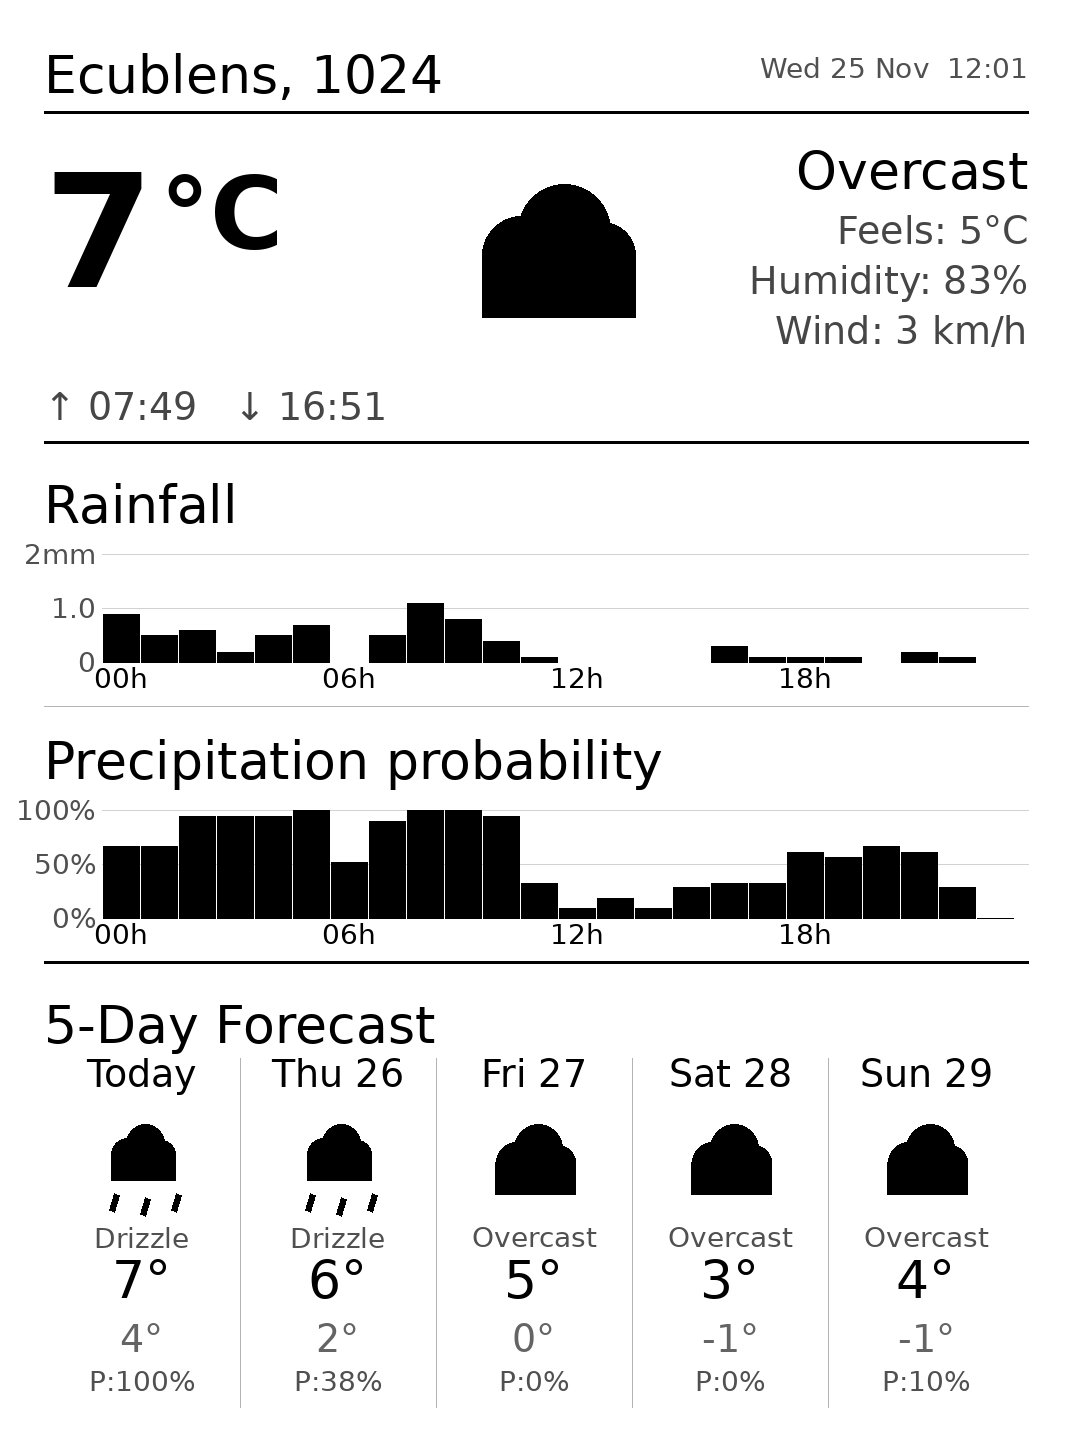 Ecublens, 1024
Wed 25 Nov  12:01
7°C
Overcast
Feels: 5°C
Humidity: 83%
Wind: 3 km/h
↑ 07:49   ↓ 16:51
Rainfall
2mm
1.0
0
00h 06h 12h 18h
Precipitation probability
100%
50%
0%
00h 06h 12h 18h
5-Day Forecast
Today Thu 26 Fri 27 Sat 28 Sun 29
Drizzle Drizzle Overcast Overcast Overcast
7° 6° 5° 3° 4°
4° 2° 0° -1° -1°
P:100% P:38% P:0% P:0% P:10%